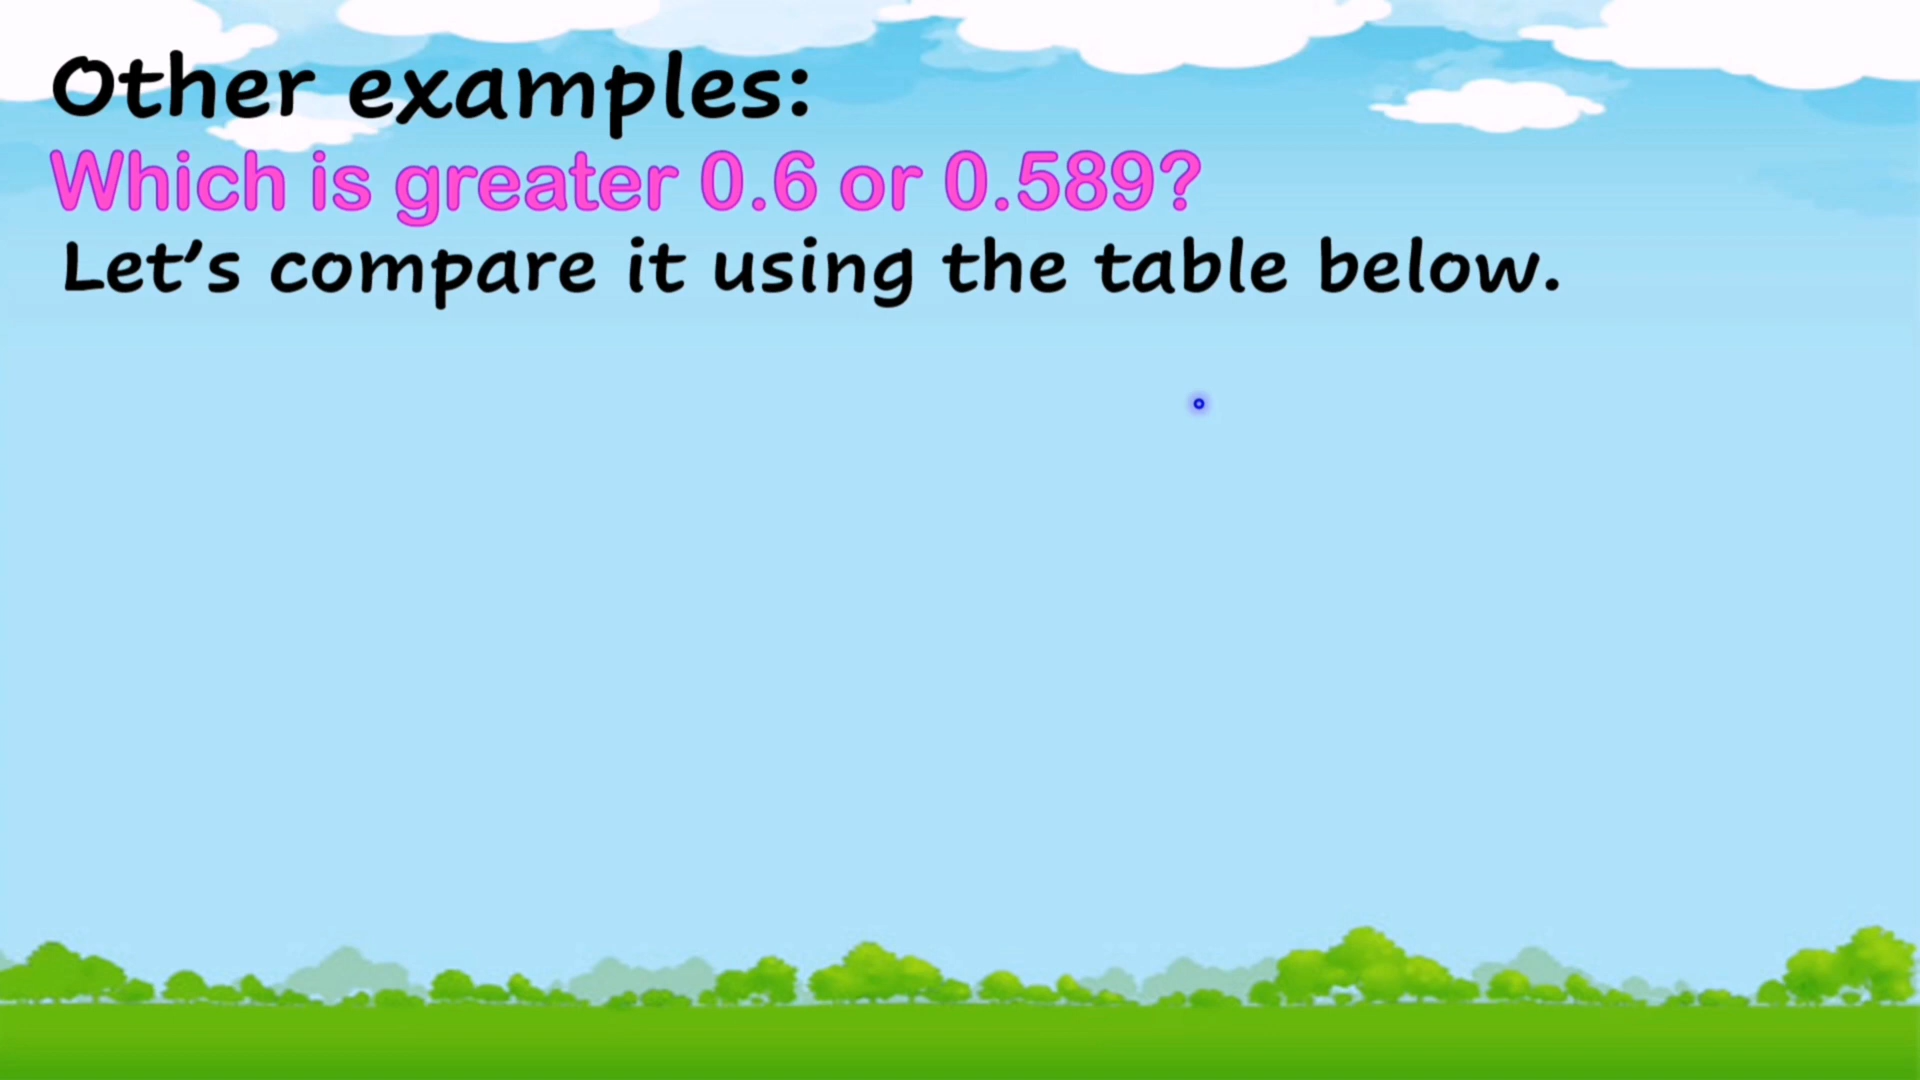 Other examples:
Which is greater 0.6 or 0.589?
Let's compare it using the table below.